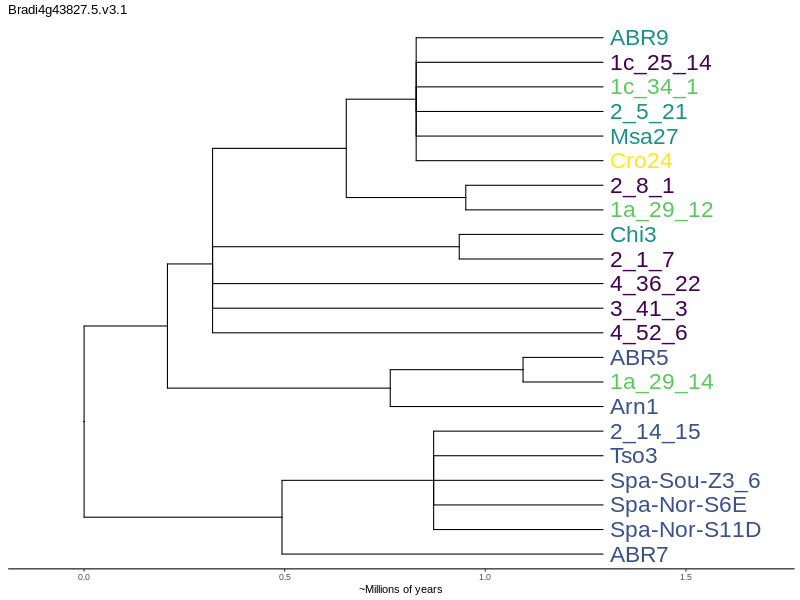 Bradi4g43827.5.v3.1
ABR9
1c_25_14
1c_34_1
2_5_21
Msa27
Cro24
2_8_1
1a_29_12
Chi3
2_1_7
4_36_22
3_41_3
4_52_6
ABR5
1a_29_14
Arn1
2_14_15
Tso3
Spa-Sou-Z3_6
Spa-Nor-S6E
Spa-Nor-S11D
ABR7
0.0 0.5 1.0 1.5
~Millions of years